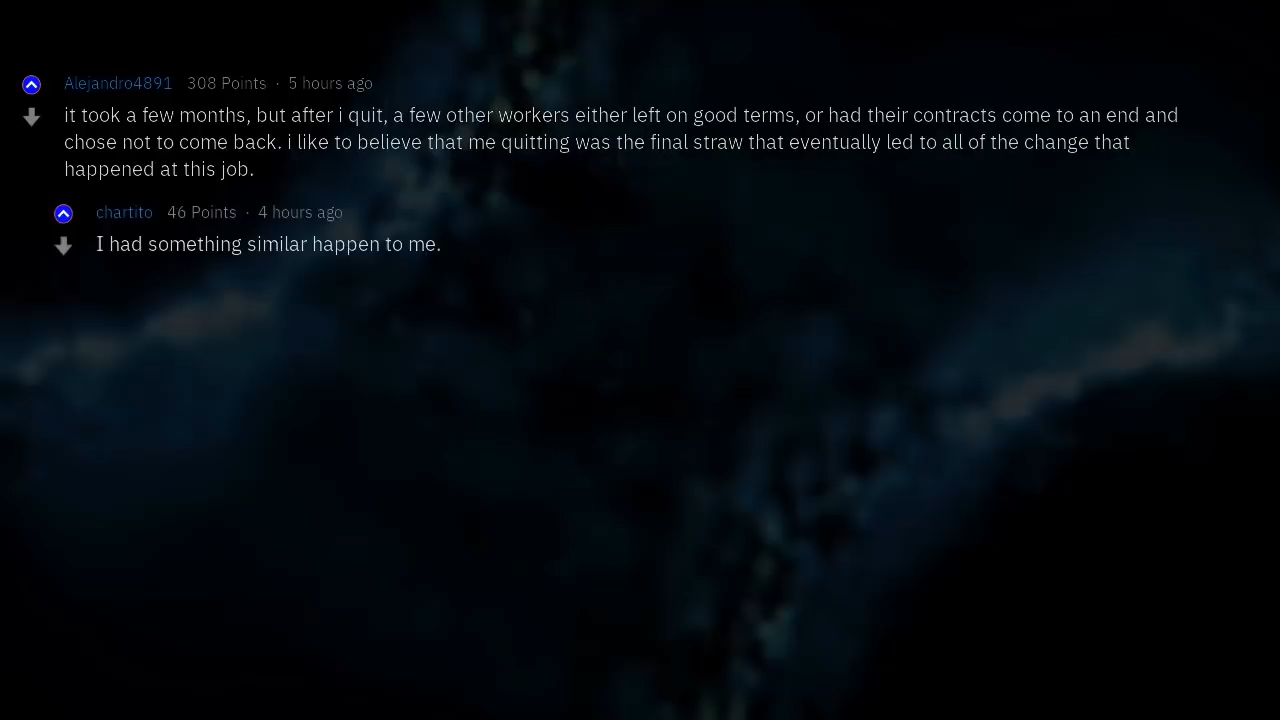 Alejandro4891 308 Points · 5 hours ago
it took a few months, but after i quit, a few other workers either left on good terms, or had their contracts come to an end and
chose not to come back. i like to believe that me quitting was the final straw that eventually led to all of the change that
happened at this job.
chartito 46 Points · 4 hours ago
I had something similar happen to me.